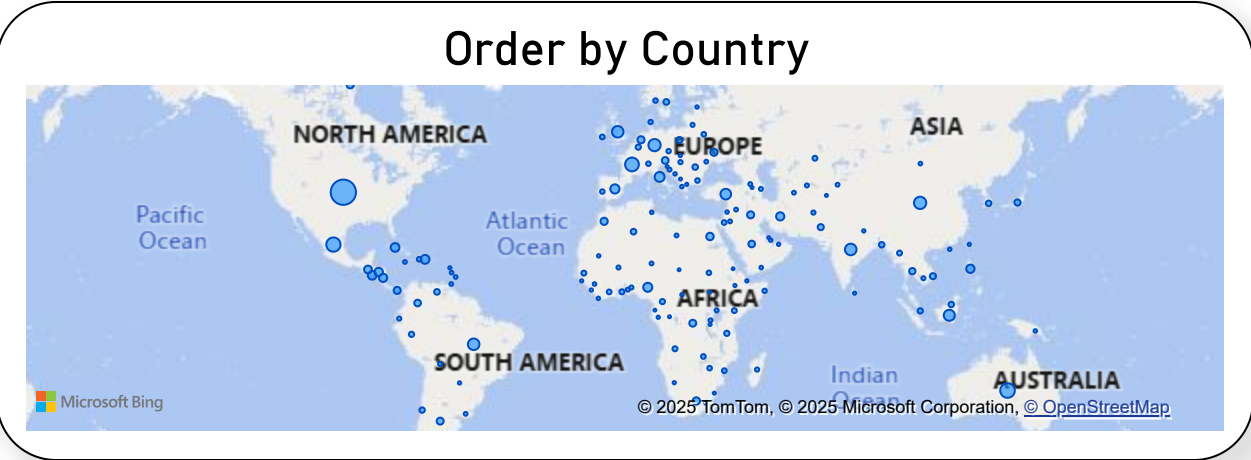 Order by Country
NORTH AMERICA
EUROPE
ASIA
Pacific
Ocean
Atlantic
Ocean
AFRICA
SOUTH AMERICA
Indian
Ocean
AUSTRALIA
Microsoft Bing
© 2025 TomTom, © 2025 Microsoft Corporation, © OpenStreetMap